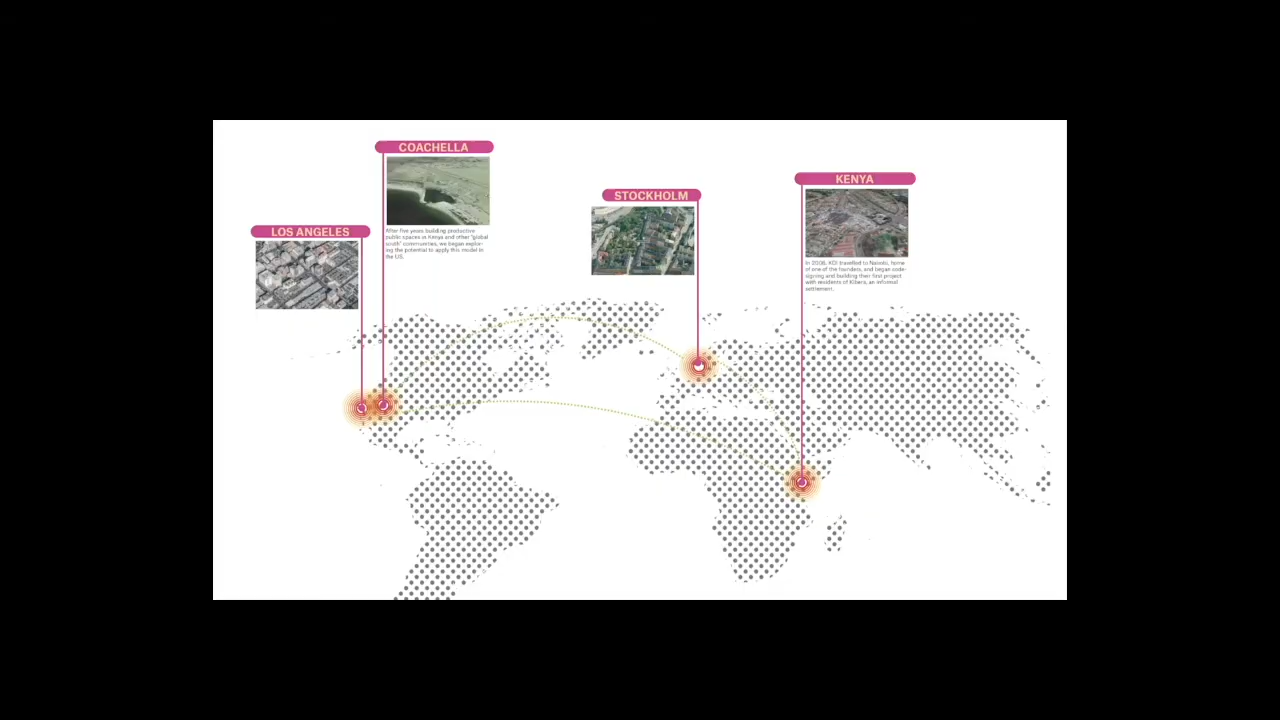 COACHELLA
After five years building productive
public spaces in Kenya and other "global
south" communities, we began explor-
ing the potential to apply this model in
the US.
LOS ANGELES
STOCKHOLM
KENYA
In 2006, KDI travelled to Nairobi, home
of one of the founders, and began code-
signing and building their first project
with residents of Kibera, an informal
settlement.